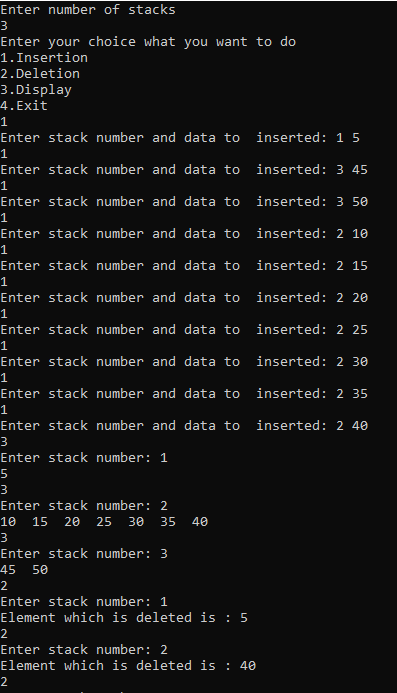 Enter number of stacks
3
Enter your choice what you want to do
1.Insertion
2.Deletion
3.Display
4.Exit
1
Enter stack number and data to  inserted: 1 5
1
Enter stack number and data to  inserted: 3 45
1
Enter stack number and data to  inserted: 3 50
1
Enter stack number and data to  inserted: 2 10
1
Enter stack number and data to  inserted: 2 15
1
Enter stack number and data to  inserted: 2 20
1
Enter stack number and data to  inserted: 2 25
1
Enter stack number and data to  inserted: 2 30
1
Enter stack number and data to  inserted: 2 35
1
Enter stack number and data to  inserted: 2 40
3
Enter stack number: 1
5
3
Enter stack number: 2
10  15  20  25  30  35  40
3
Enter stack number: 3
45  50
2
Enter stack number: 1
Element which is deleted is : 5
2
Enter stack number: 2
Element which is deleted is : 40
2